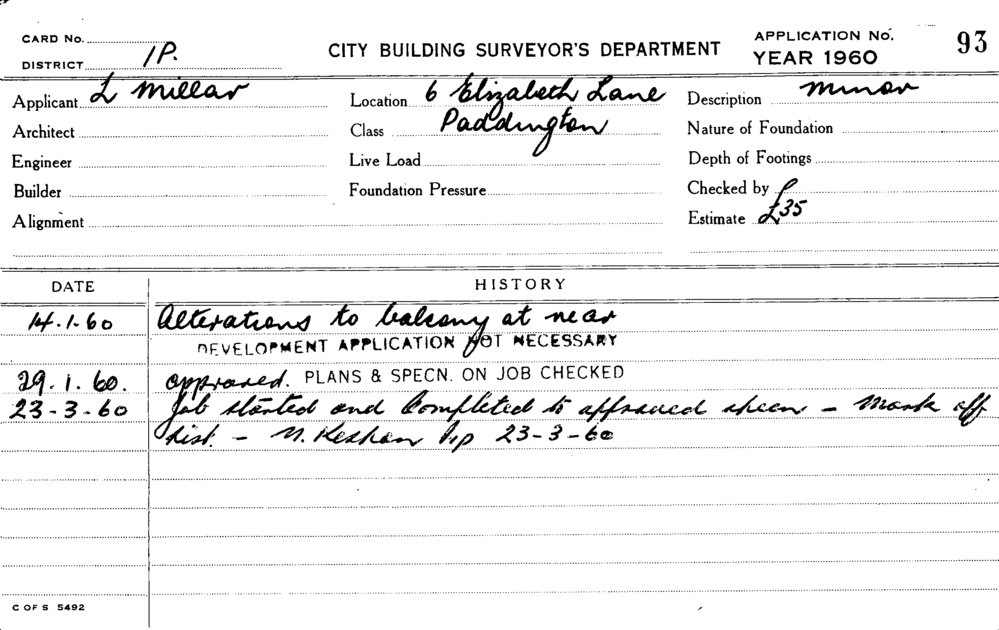 CARD No.
DISTRICT 1P.
CITY BUILDING SURVEYOR'S DEPARTMENT
APPLICATION No. 93
YEAR 1960
Applicant L Millar
Location 6 Elizabeth Lane
Description Minor
Architect
Class Paddington
Nature of Foundation
Engineer
Live Load
Depth of Footings
Builder
Foundation Pressure
Checked by
Alignment
Estimate £35
DATE
HISTORY
14.1.60 Alterations to balcony at rear
DEVELOPMENT APPLICATION NOT NECESSARY
29.1.60. approved. PLANS & SPECN. ON JOB CHECKED
23-3-60 Job started and completed to approved - Mark off
list. - 23-3-60
C OF S 5492